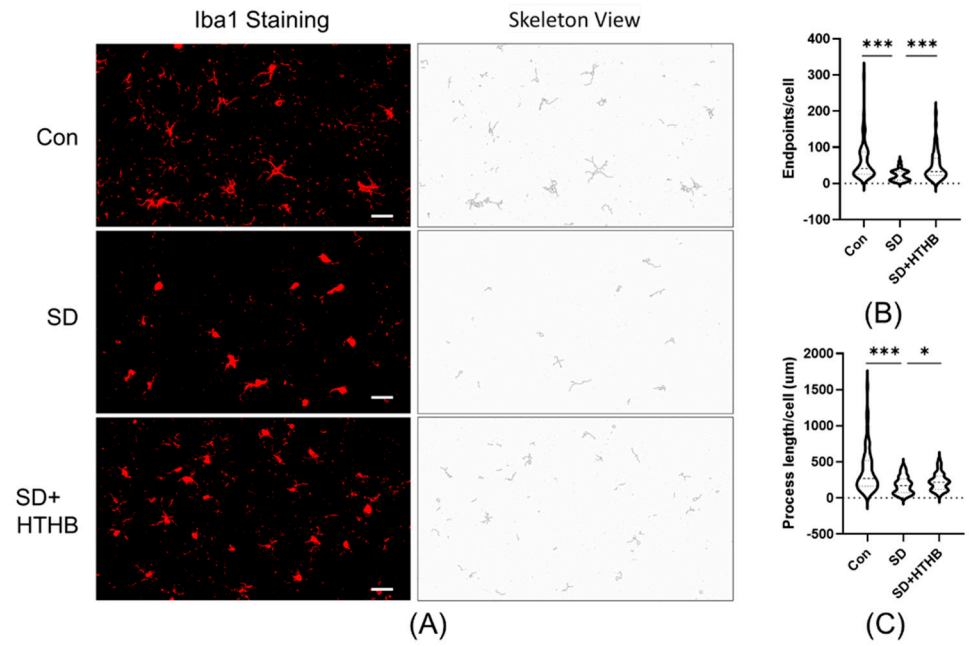 Iba1 Staining
Skeleton View
Con
SD
SD+
HTHB
(A)
Endpoints/cell
400
300
200
100
0
-100
***
***
Con
SD
SD+HTHB
(B)
Process length/cell (um)
2000
1500
1000
500
0
-500
***
*
Con
SD
SD+HTHB
(C)